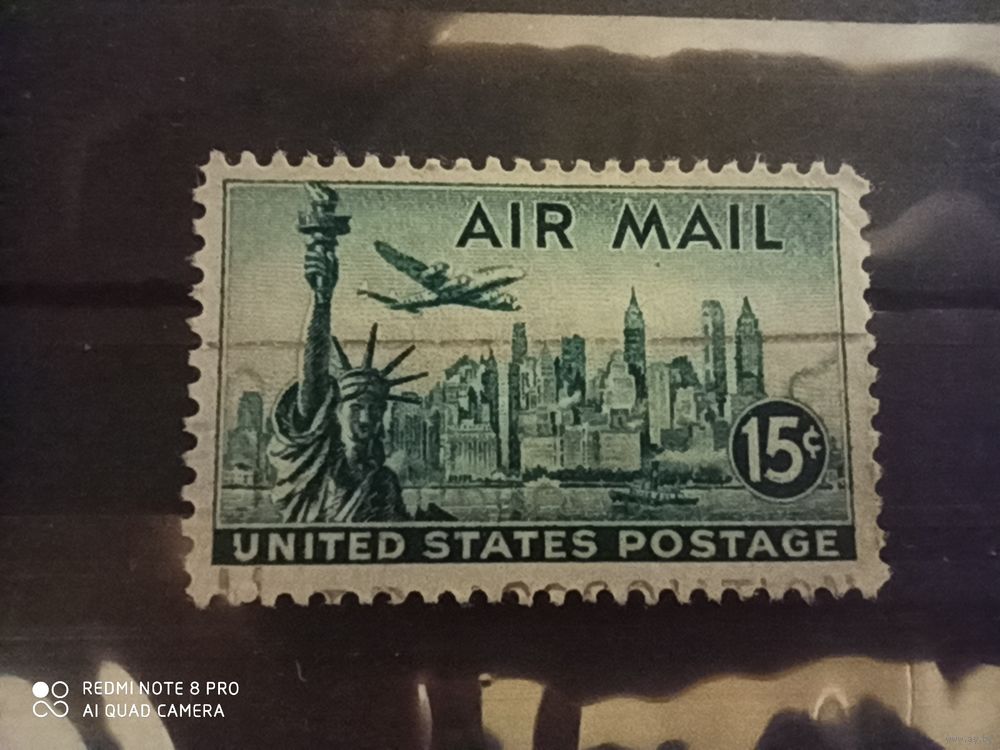 AIR MAIL
15¢
UNITED STATES POSTAGE
REDMI NOTE 8 PRO
AI QUAD CAMERA